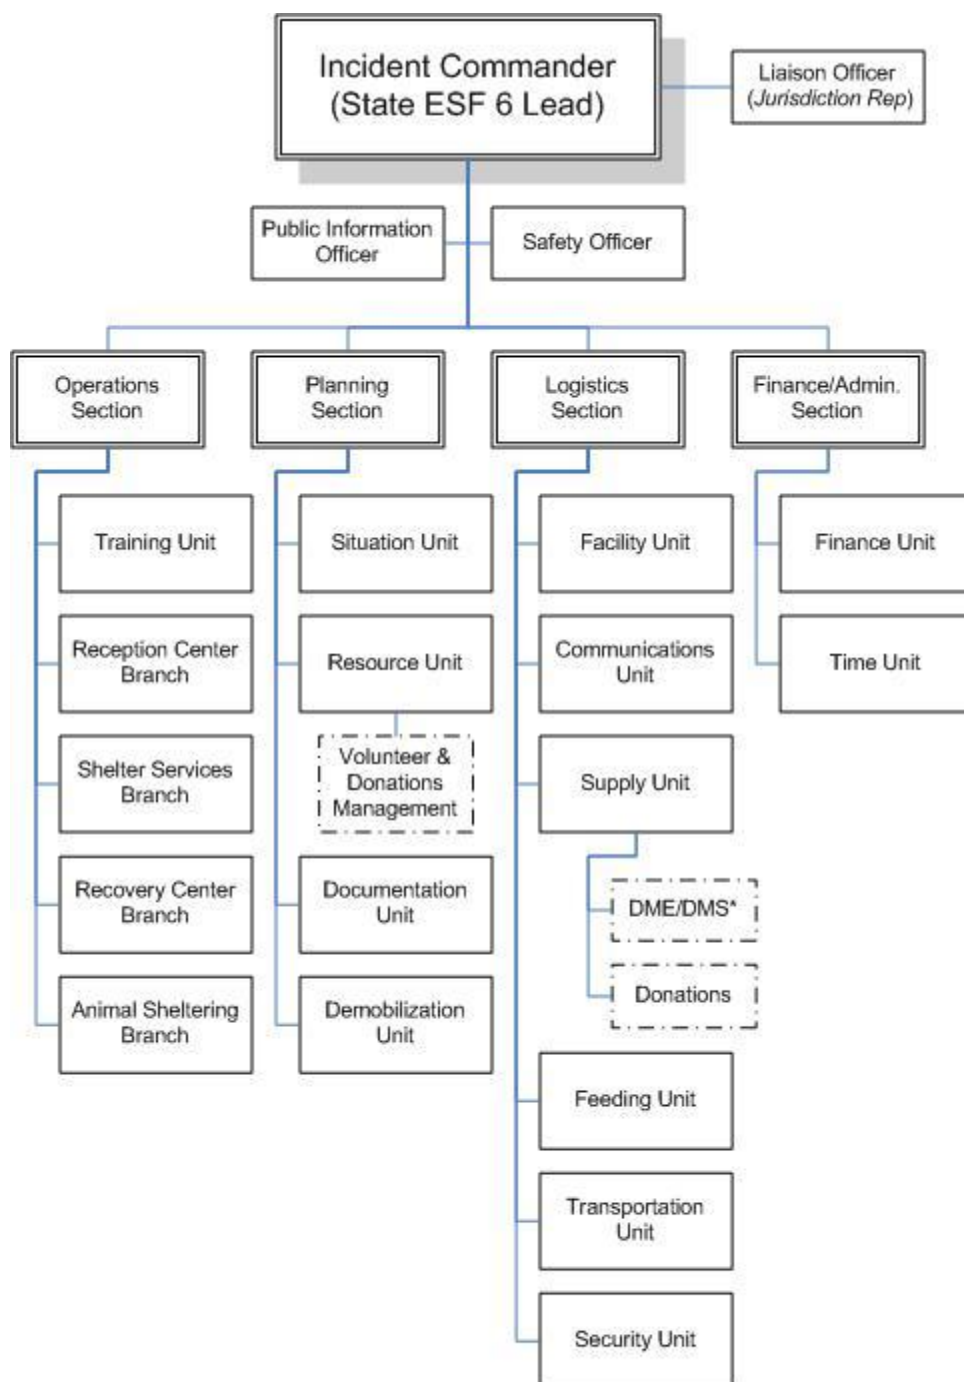 Incident Commander
(State ESF 6 Lead)
Liaison Officer
(Jurisdiction Rep)
Public Information
Officer
Safety Officer
Operations
Section
Planning
Section
Logistics
Section
Finance/Admin.
Section
Training Unit
Reception Center
Branch
Shelter Services
Branch
Recovery Center
Branch
Animal Sheltering
Branch
Situation Unit
Resource Unit
Volunteer &
Donations
Management
Documentation
Unit
Demobilization
Unit
Facility Unit
Communications
Unit
Supply Unit
DME/DMS*
Donations
Feeding Unit
Transportation
Unit
Security Unit
Finance Unit
Time Unit